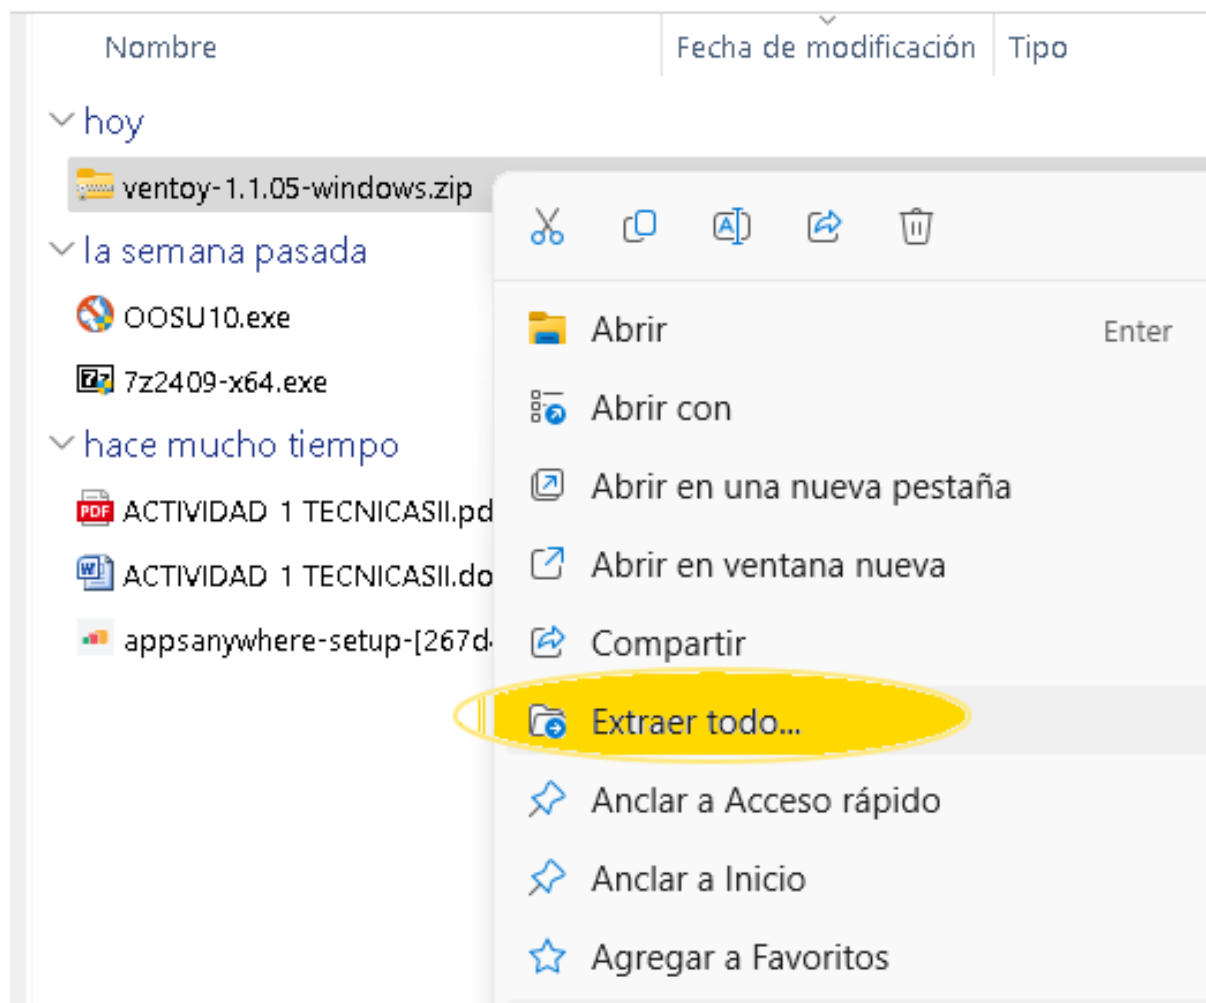 Nombre Fecha de modificación Tipo
hoy
ventoy-1.1.05-windows.zip
la semana pasada
OOSU10.exe
7z2409-x64.exe
hace mucho tiempo
ACTIVIDAD 1 TECNICASII.pd
ACTIVIDAD 1 TECNICASII.do
appsanywhere-setup-[267d
Abrir Enter
Abrir con
Abrir en una nueva pestaña
Abrir en ventana nueva
Compartir
Extraer todo...
Anclar a Acceso rápido
Anclar a Inicio
Agregar a Favoritos